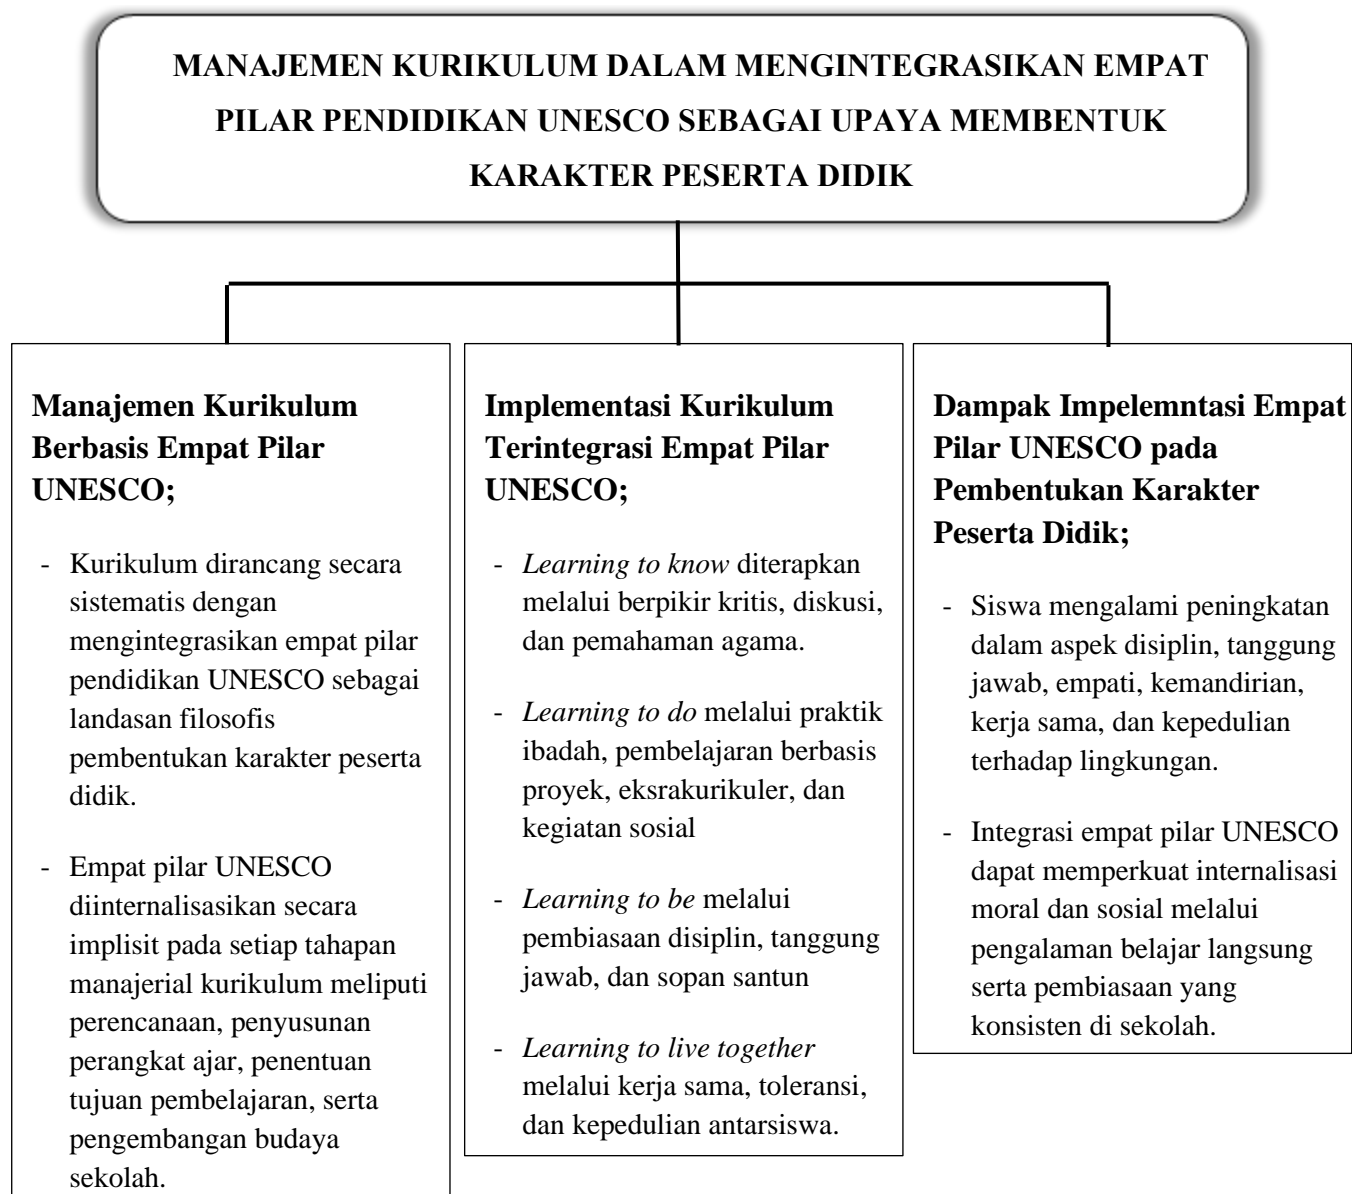 MANAJEMEN KURIKULUM DALAM MENGINTEGRASIKAN EMPAT
PILAR PENDIDIKAN UNESCO SEBAGAI UPAYA MEMBENTUK
KARAKTER PESERTA DIDIK
Manajemen Kurikulum
Berbasis Empat Pilar
UNESCO;
- Kurikulum dirancang secara
sistematis dengan
mengintegrasikan empat pilar
pendidikan UNESCO sebagai
landasan filosofis
pembentukan karakter peserta
didik.
- Empat pilar UNESCO
diinternalisasikan secara
implisit pada setiap tahapan
manajerial kurikulum meliputi
perencanaan, penyusunan
perangkat ajar, penentuan
tujuan pembelajaran, serta
pengembangan budaya
sekolah.
Implementasi Kurikulum
Terintegrasi Empat Pilar
UNESCO;
- Learning to know diterapkan
melalui berpikir kritis, diskusi,
dan pemahaman agama.
- Learning to do melalui praktik
ibadah, pembelajaran berbasis
proyek, eksrakurikuler, dan
kegiatan sosial
- Learning to be melalui
pembiasaan disiplin, tanggung
jawab, dan sopan santun
- Learning to live together
melalui kerja sama, toleransi,
dan kepedulian antarsiswa.
Dampak Impelemntasi Empat
Pilar UNESCO pada
Pembentukan Karakter
Peserta Didik;
- Siswa mengalami peningkatan
dalam aspek disiplin, tanggung
jawab, empati, kemandirian,
kerja sama, dan kepedulian
terhadap lingkungan.
- Integrasi empat pilar UNESCO
dapat memperkuat internalisasi
moral dan sosial melalui
pengalaman belajar langsung
serta pembiasaan yang
konsisten di sekolah.